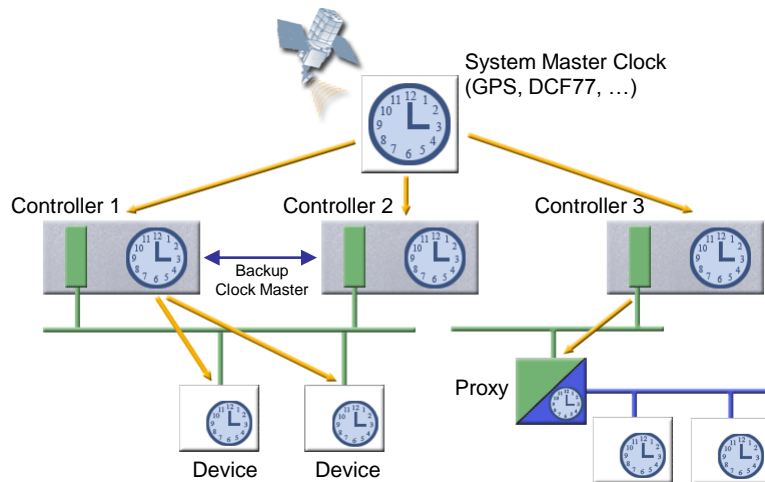 System Master Clock
(GPS, DCF77, …)
Controller 1
Controller 2
Controller 3
Backup
Clock Master
Proxy
Device
Device